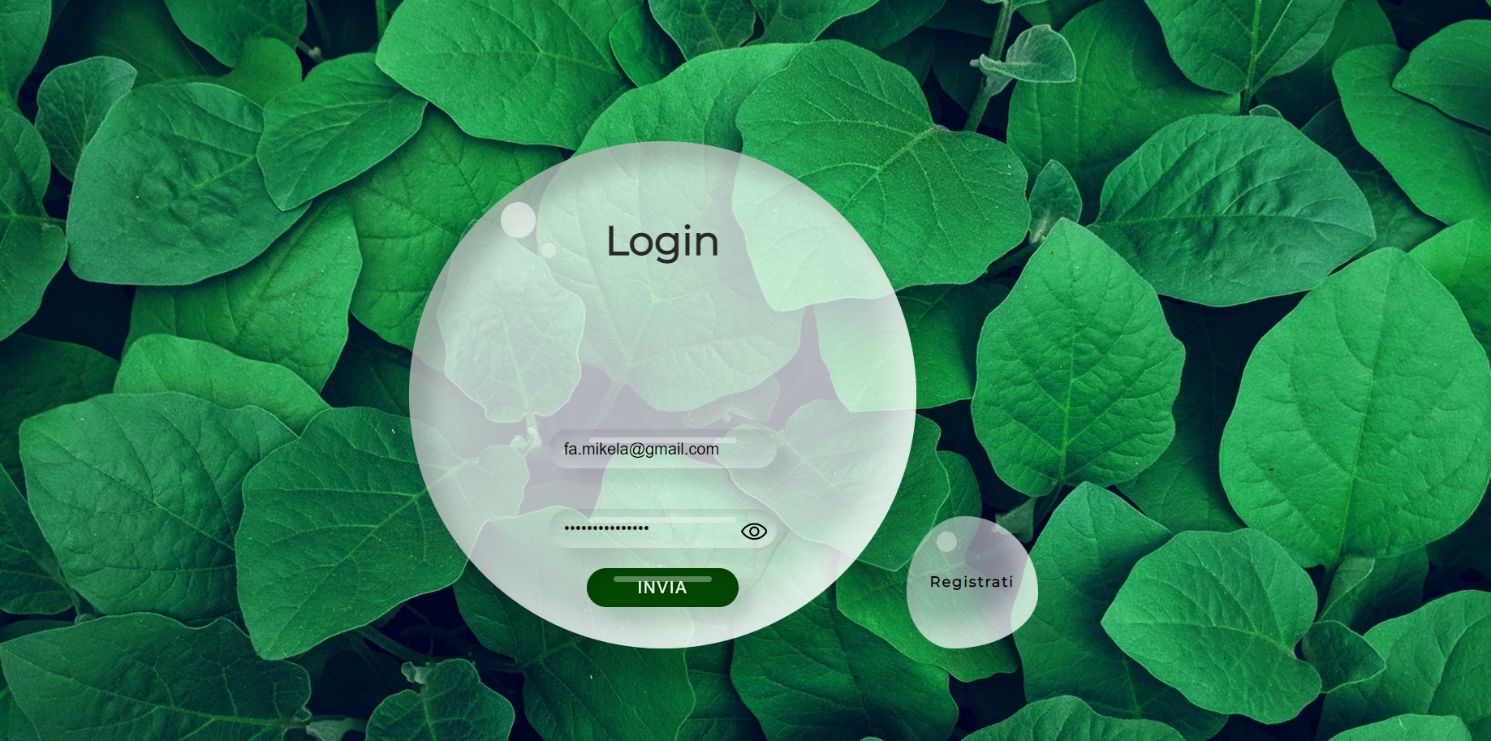 Login
fa.mikela@gmail.com
•••••••••••••••
INVIA
Registrati